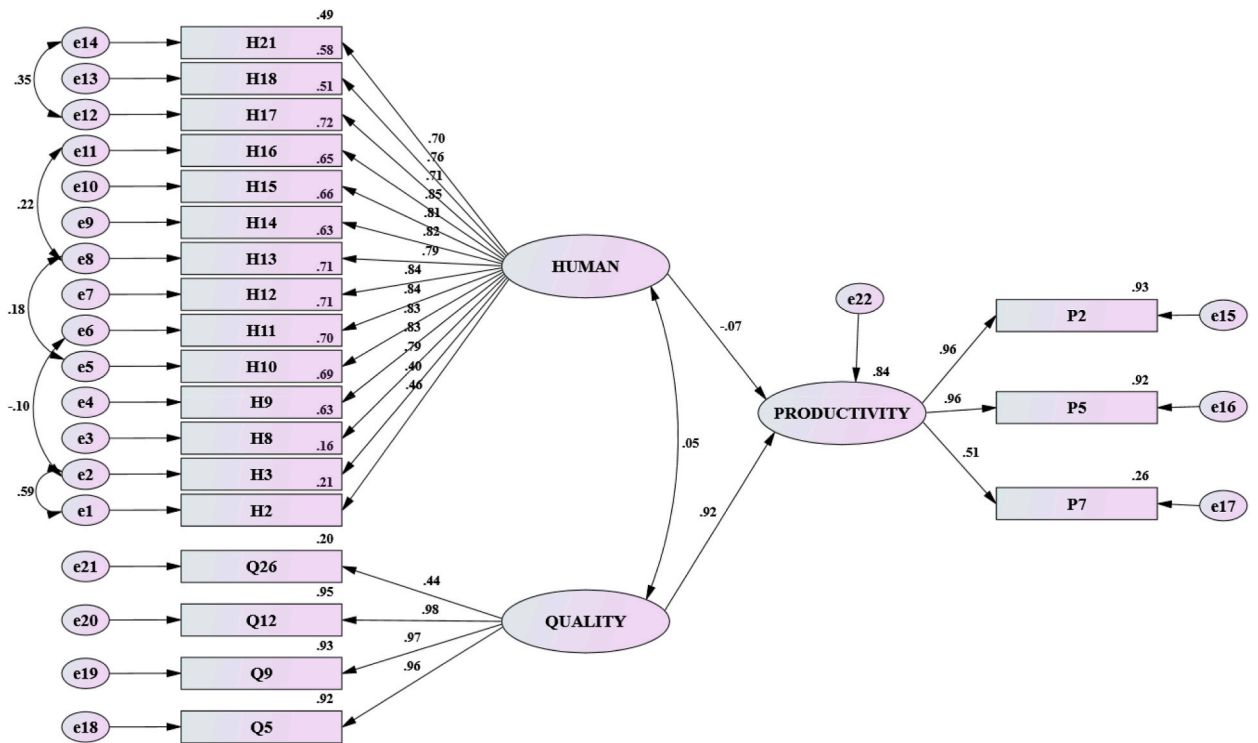 .49
e14
H21
.58
e13
H18
.35
.51
e12
H17
.72
.70
e11
H16
.76
.65
.71
e10
H15
.85
.66
.22
.81
e9
H14
.82
.63
.79
e8
H13
HUMAN
.71
.84
e7
H12
e22
.93
.84
.18
.71
P2
e15
e6
H11
.83
-.07
.70
.83
.96
e5
H10
.79
.84
.69
.40
.92
e4
H9
.46
.96
P5
e16
-.10
.63
PRODUCTIVITY
e3
H8
.05
.16
.51
e2
H3
.26
.59
.21
P7
e17
e1
H2
.92
.20
e21
Q26
.44
.95
e20
Q12
.98
QUALITY
.93
.97
e19
Q9
.96
.92
e18
Q5